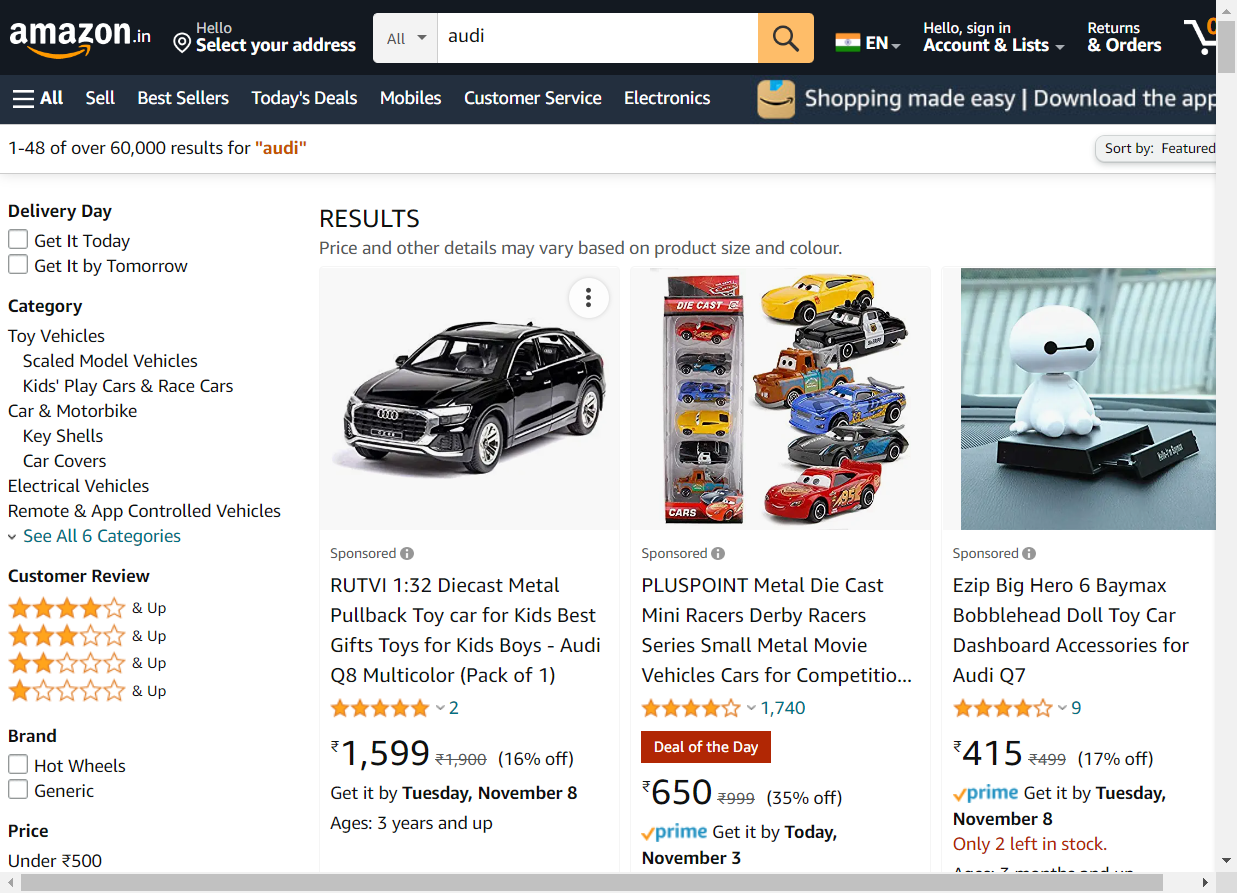 amazon.in
Hello
Select your address
All
audi
EN
Hello, sign in
Account & Lists
Returns
& Orders
0
All
Sell
Best Sellers
Today's Deals
Mobiles
Customer Service
Electronics
Shopping made easy | Download the app
1-48 of over 60,000 results for "audi"
Sort by: Featured
Delivery Day
Get It Today
Get It by Tomorrow
Category
Toy Vehicles
Scaled Model Vehicles
Kids' Play Cars & Race Cars
Car & Motorbike
Key Shells
Car Covers
Electrical Vehicles
Remote & App Controlled Vehicles
See All 6 Categories
Customer Review
& Up
& Up
& Up
& Up
Brand
Hot Wheels
Generic
Price
Under ₹500
RESULTS
Price and other details may vary based on product size and colour.
Sponsored
RUTVI 1:32 Diecast Metal
Pullback Toy car for Kids Best
Gifts Toys for Kids Boys - Audi
Q8 Multicolor (Pack of 1)
2
₹1,599 ₹1,900 (16% off)
Get it by Tuesday, November 8
Ages: 3 years and up
DIE CAST
CARS
SHERIFF
95
Sponsored
PLUSPOINT Metal Die Cast
Mini Racers Derby Racers
Series Small Metal Movie
Vehicles Cars for Competitio...
1,740
Deal of the Day
₹650 ₹999 (35% off)
prime Get it by Today,
November 3
Hello~I'm Baymax
Sponsored
Ezip Big Hero 6 Baymax
Bobblehead Doll Toy Car
Dashboard Accessories for
Audi Q7
9
₹415 ₹499 (17% off)
prime Get it by Tuesday,
November 8
Only 2 left in stock.
Ages: 3 months and up